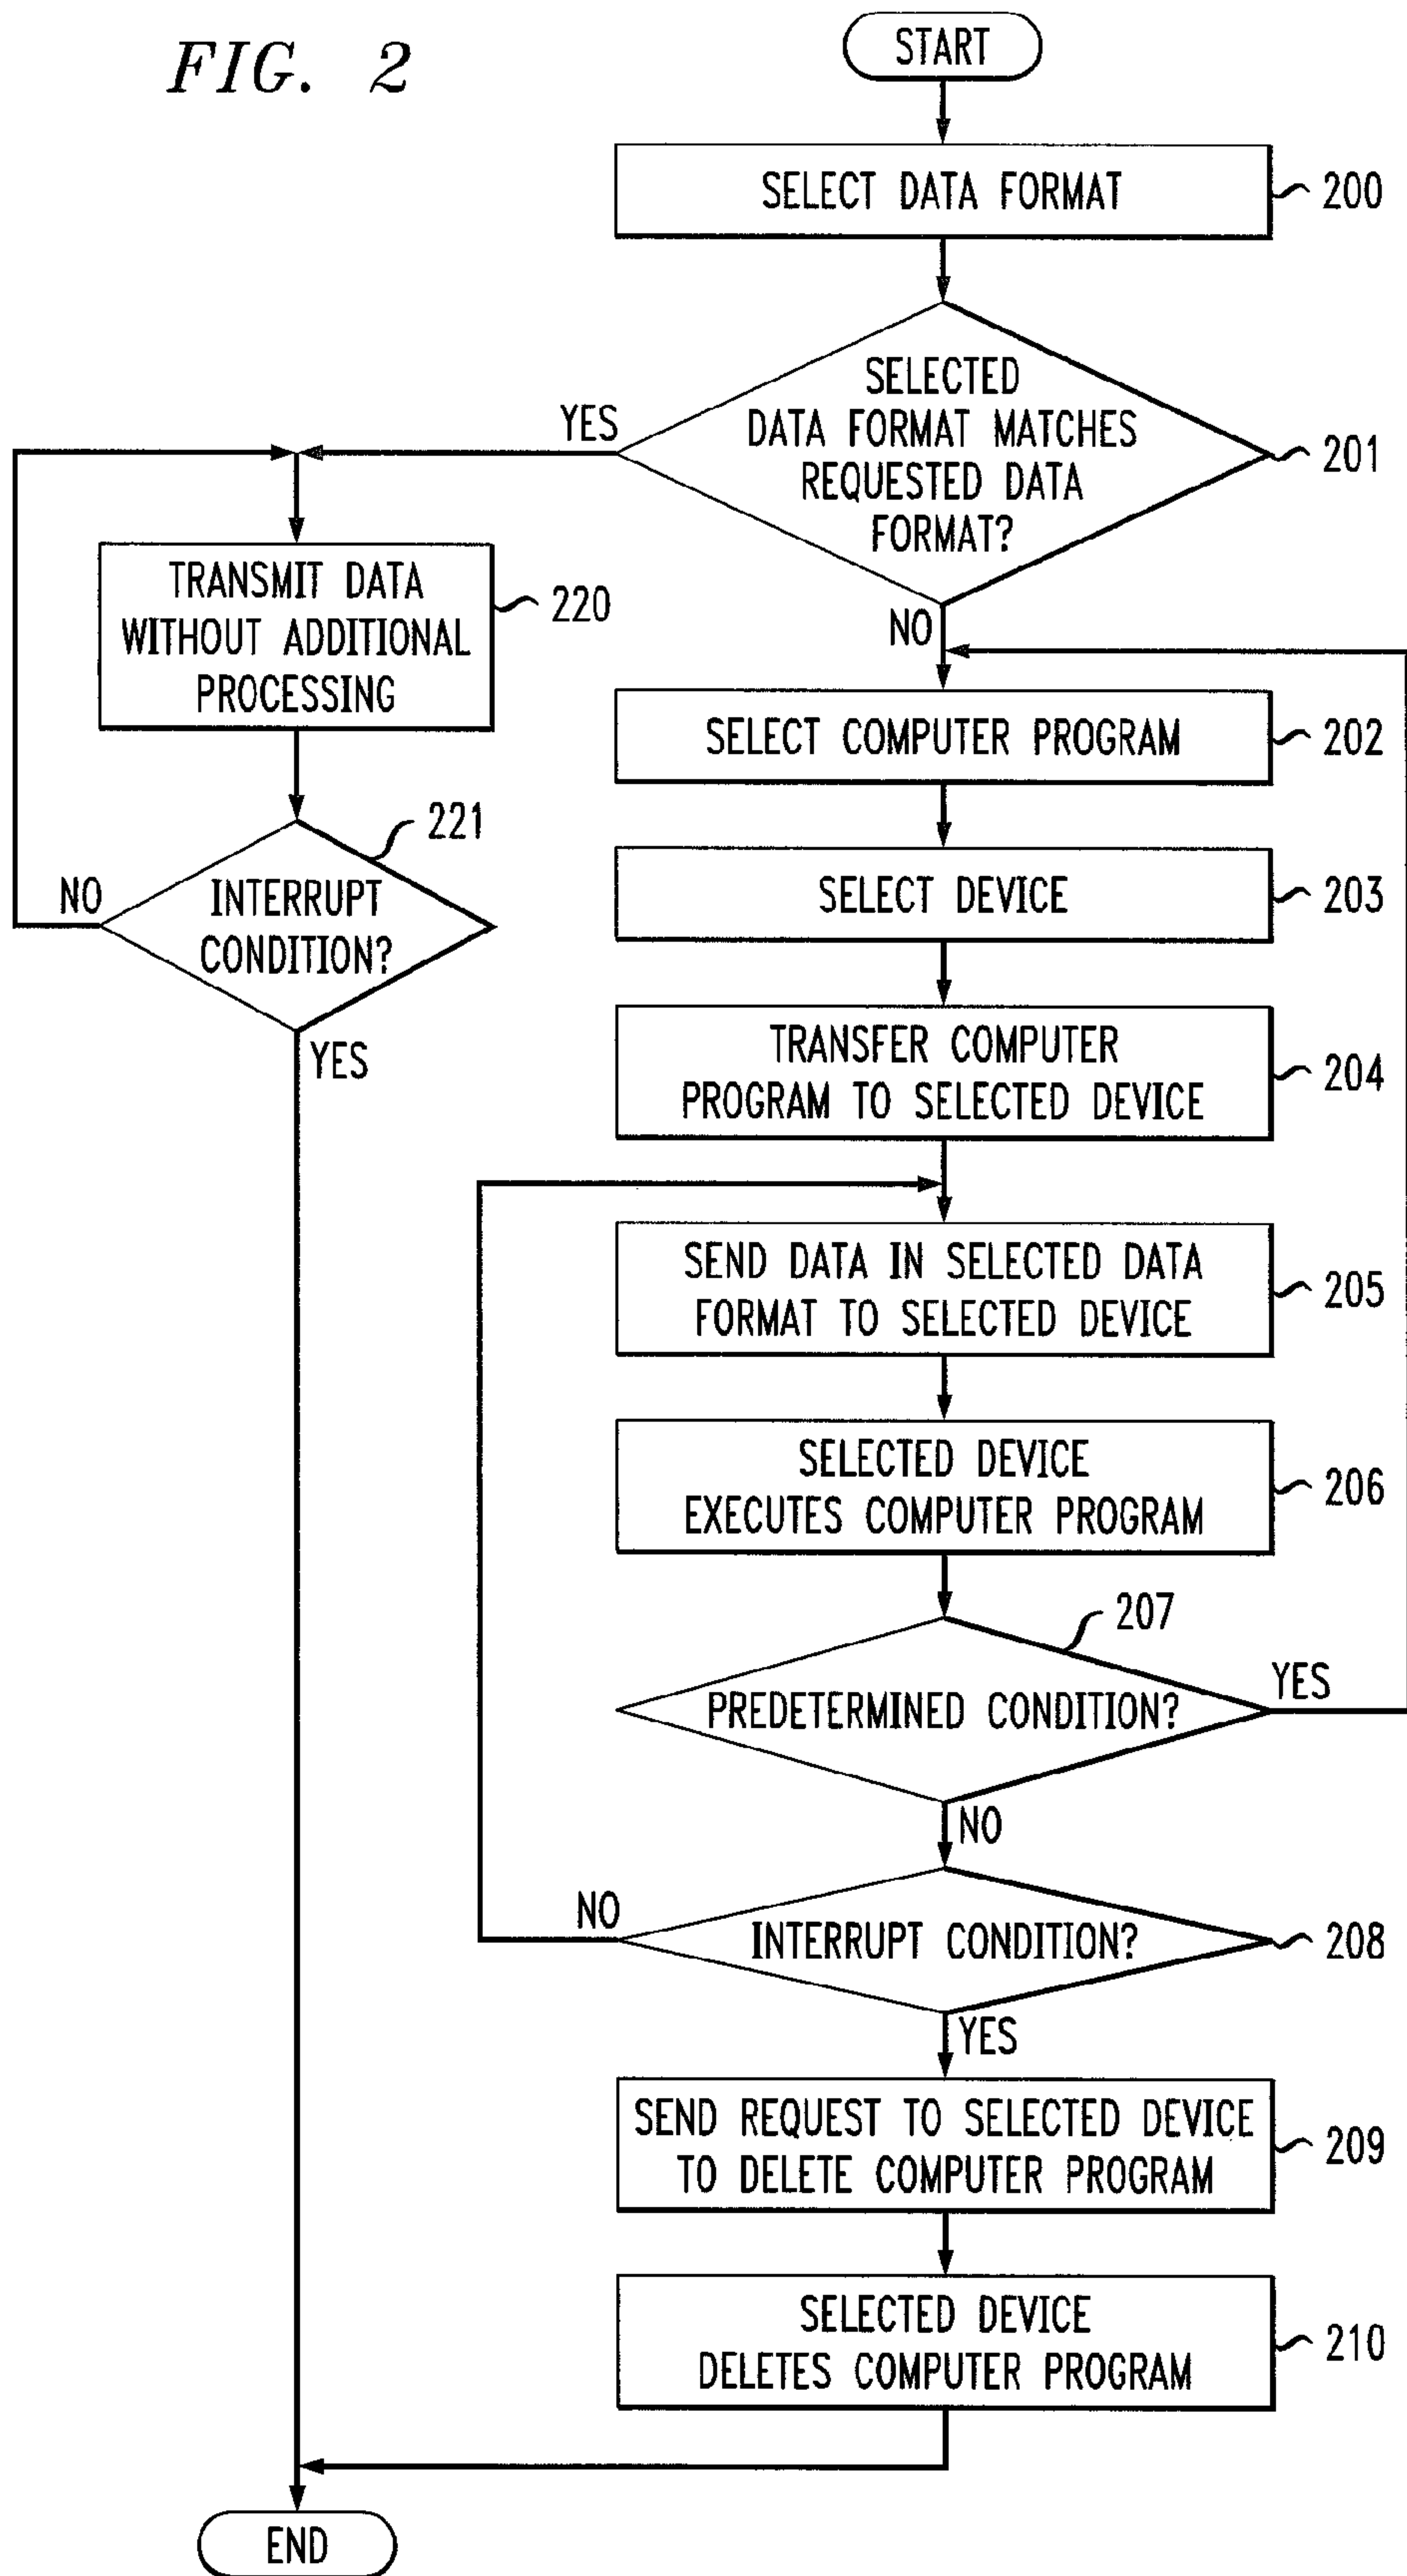 FIG. 2
START
SELECT DATA FORMAT
200
SELECTED
DATA FORMAT MATCHES
REQUESTED DATA
FORMAT?
201
YES
NO
TRANSMIT DATA
WITHOUT ADDITIONAL
PROCESSING
220
INTERRUPT
CONDITION?
221
NO
YES
SELECT COMPUTER PROGRAM
202
SELECT DEVICE
203
TRANSFER COMPUTER
PROGRAM TO SELECTED DEVICE
204
SEND DATA IN SELECTED DATA
FORMAT TO SELECTED DEVICE
205
SELECTED DEVICE
EXECUTES COMPUTER PROGRAM
206
207
PREDETERMINED CONDITION?
YES
NO
INTERRUPT CONDITION?
208
NO
YES
SEND REQUEST TO SELECTED DEVICE
TO DELETE COMPUTER PROGRAM
209
SELECTED DEVICE
DELETES COMPUTER PROGRAM
210
END